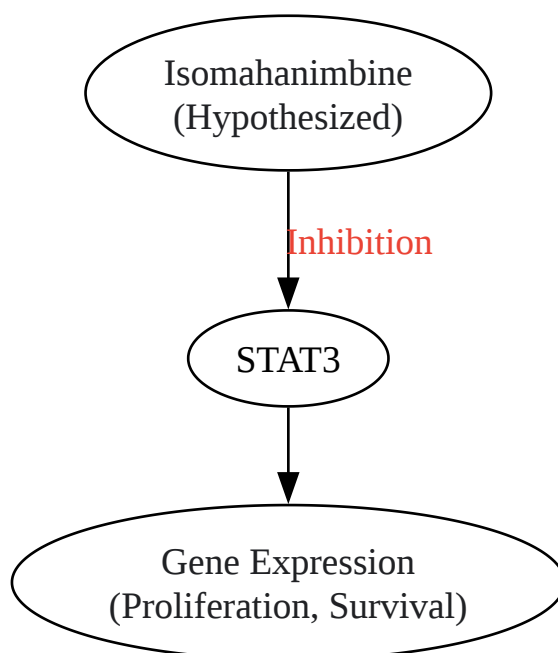 Isomahanimbine
(Hypothesized)
Inhibition
STAT3
Gene Expression
(Proliferation, Survival)